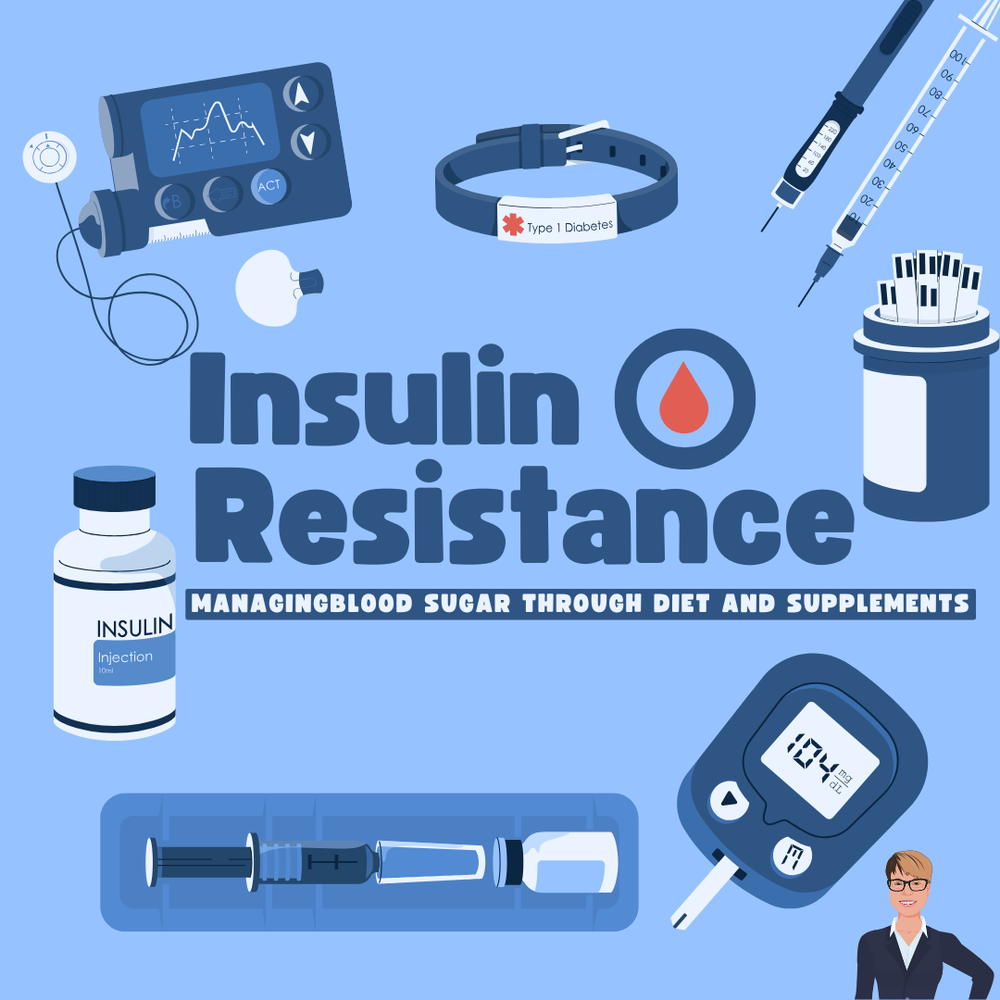 B
ACT
Type 1 Diabetes
100
90
80
70
60
50
40
30
20
10
Insulin
Resistance
MANAGINGBLOOD SUGAR THROUGH DIET AND SUPPLEMENTS
INSULIN
Injection
10ml
104 mg
dL
M